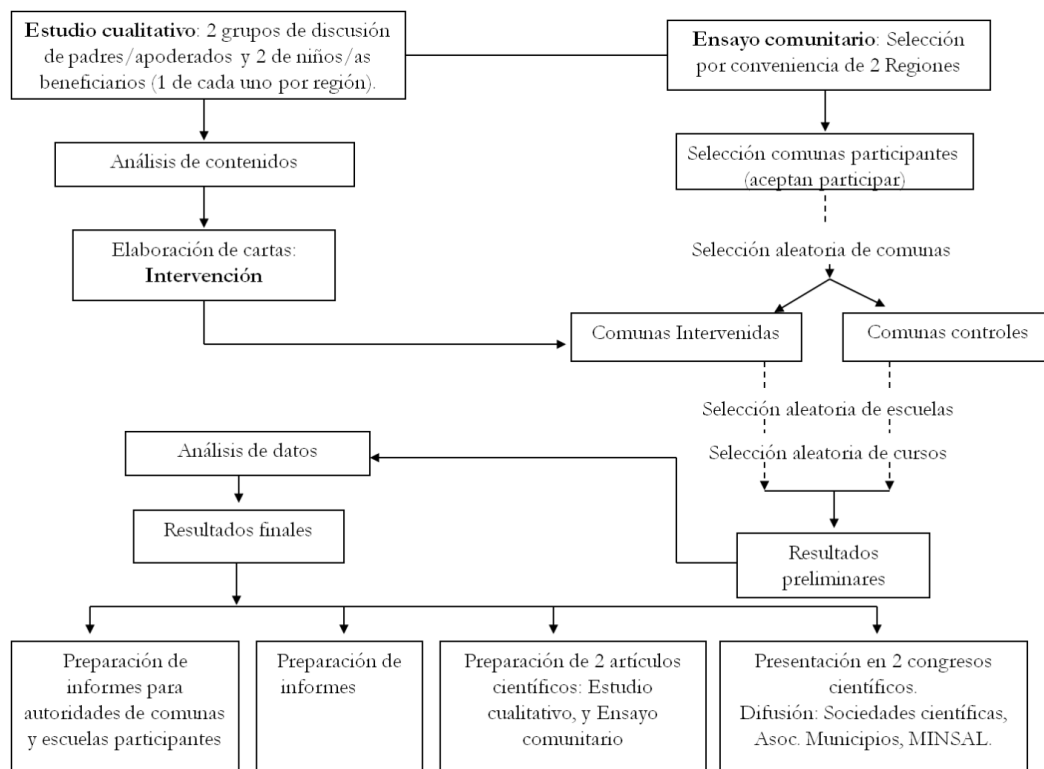 Estudio cualitativo: 2 grupos de discusión
de padres/apoderados y 2 de niños/as
beneficiarios (1 de cada uno por región).
Ensayo comunitario: Selección
por conveniencia de 2 Regiones
Análisis de contenidos
Selección comunas participantes
(aceptan participar)
Elaboración de cartas:
Intervención
Selección aleatoria de comunas
Comunas Intervenidas
Comunas controles
Selección aleatoria de escuelas
Selección aleatoria de cursos
Análisis de datos
Resultados finales
Resultados
preliminares
Preparación de
informes para
autoridades de comunas
y escuelas participantes
Preparación de
informes
Preparación de 2 artículos
científicos: Estudio
cualitativo, y Ensayo
comunitario
Presentación en 2 congresos
científicos.
Difusión: Sociedades científicas,
Asoc. Municipios, MINSAL.